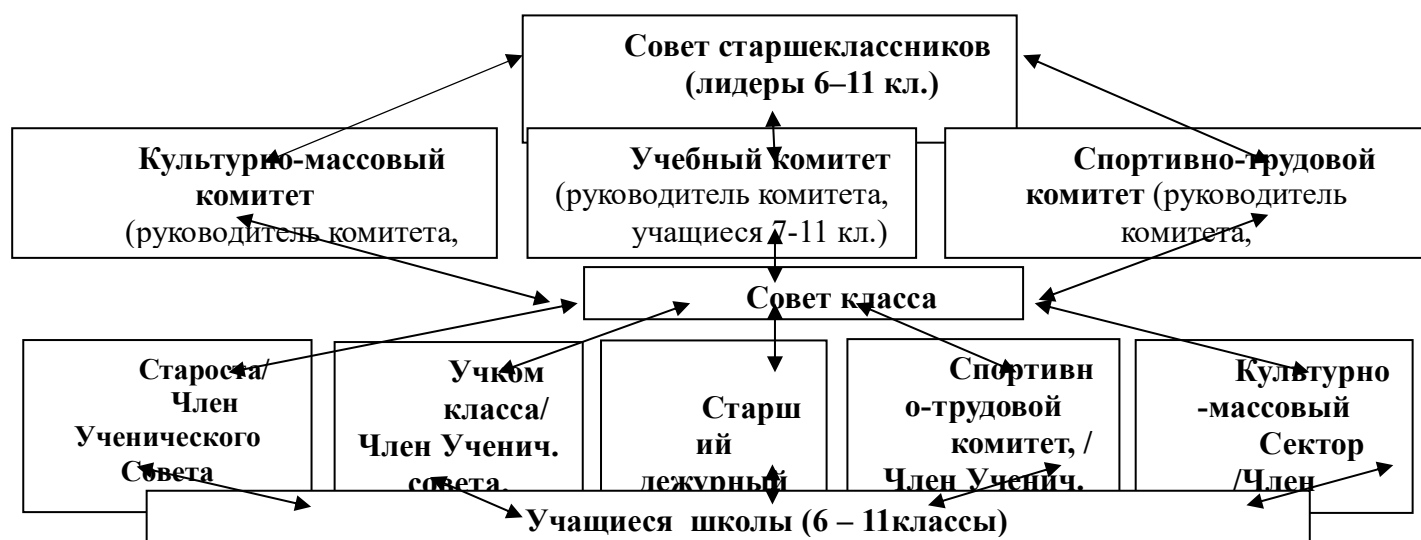 Совет старшеклассников
(лидеры 6–11 кл.)
Культурно-массовый
комитет
(руководитель комитета,
Учебный комитет
(руководитель комитета,
учащиеся 7-11 кл.)
Спортивно-трудовой
комитет (руководитель
комитета,
Совет класса
Староста/
Член
Ученического
Совета
Учком
класса/
Член Ученич.
совета.
Старш
ий
дежурный
Спортивн
о-трудовой
комитет, /
Член Ученич.
Культурно
-массовый
Сектор
/Член
Учащиеся школы (6 – 11классы)